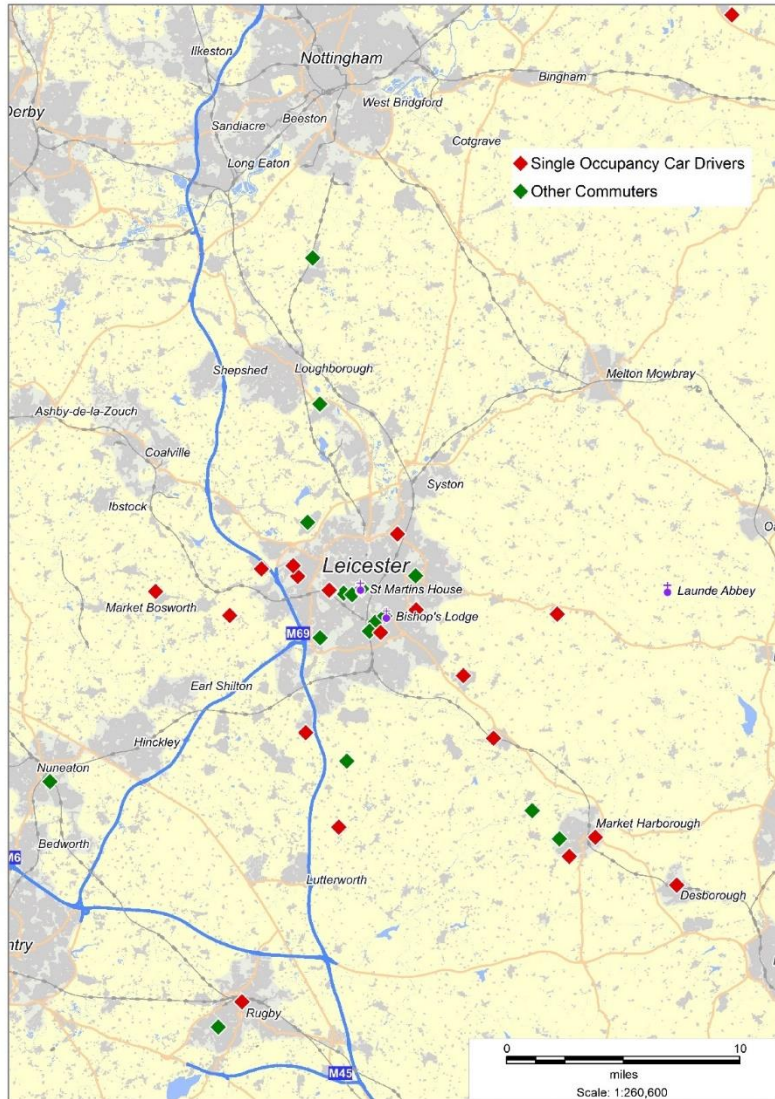 Ilkeston
Nottingham
Bingham
Derby
West Bridgford
Beeston
Sandiacre
Cotgrave
Long Eaton
Single Occupancy Car Drivers
Other Commuters
Shepshed
Loughborough
Melton Mowbray
Ashby-de-la-Zouch
Coalville
Syston
Ibstock
Leicester
St Martins House
Launde Abbey
Market Bosworth
Bishop's Lodge
M69
Earl Shilton
Hinckley
Nuneaton
Market Harborough
Bedworth
M6
Lutterworth
Desborough
ntry
Rugby
M45
0 10
miles
Scale: 1:260,600